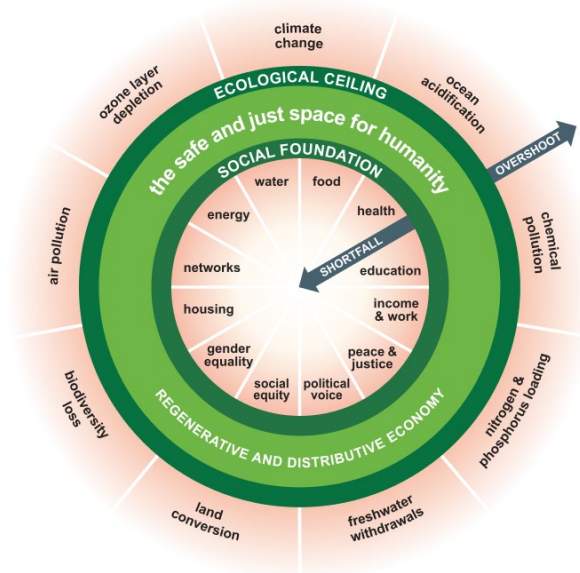 climate
change
ocean
acidification
chemical
pollution
nitrogen &
phosphorus loading
freshwater
withdrawals
land
conversion
biodiversity
loss
air pollution
ozone layer
depletion
ECOLOGICAL CEILING
the safe and just space for humanity
SOCIAL FOUNDATION
OVERSHOOT
SHORTFALL
water
food
health
education
income
& work
peace &
justice
political
voice
social
equity
gender
equality
housing
networks
energy
REGENERATIVE AND DISTRIBUTIVE ECONOMY